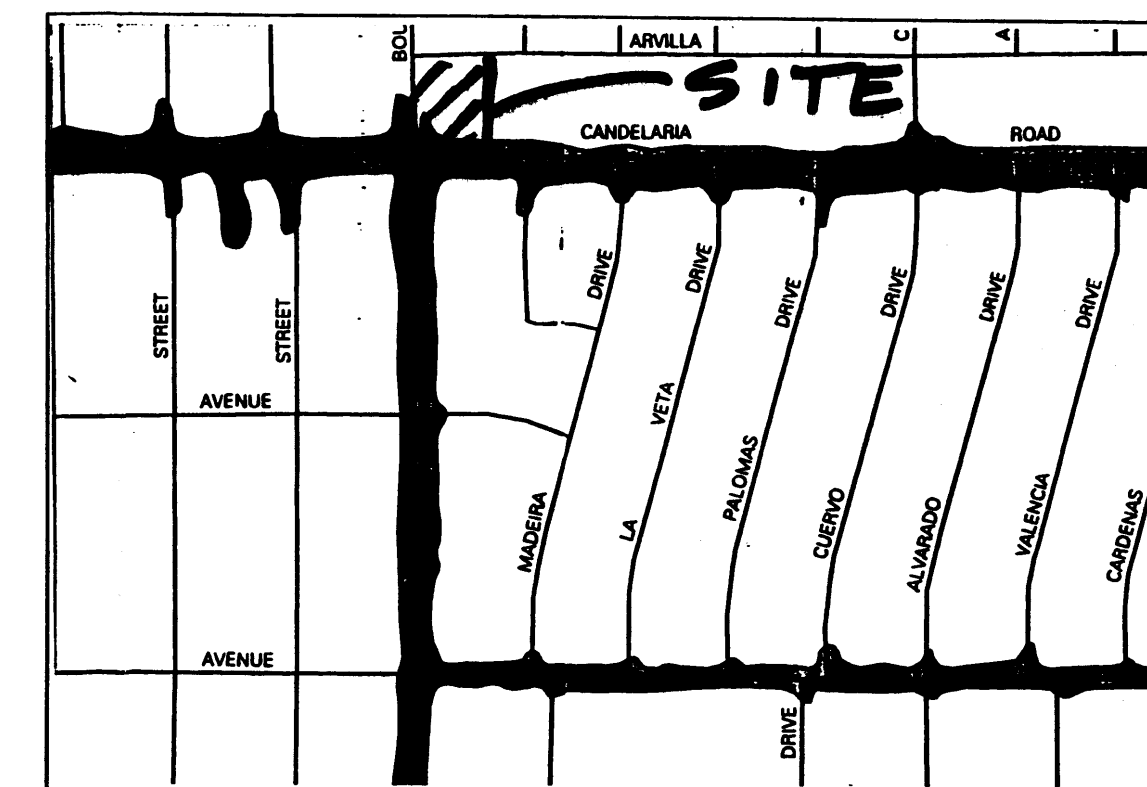 BOL
ARVILLA
C
A
SITE
CANDELARIA ROAD
STREET
STREET
AVENUE
AVENUE
MADEIRA DRIVE
LA VETA DRIVE
PALOMAS DRIVE
CUERVO DRIVE
ALVARADO DRIVE
VALENCIA DRIVE
CARDENAS
DRIVE